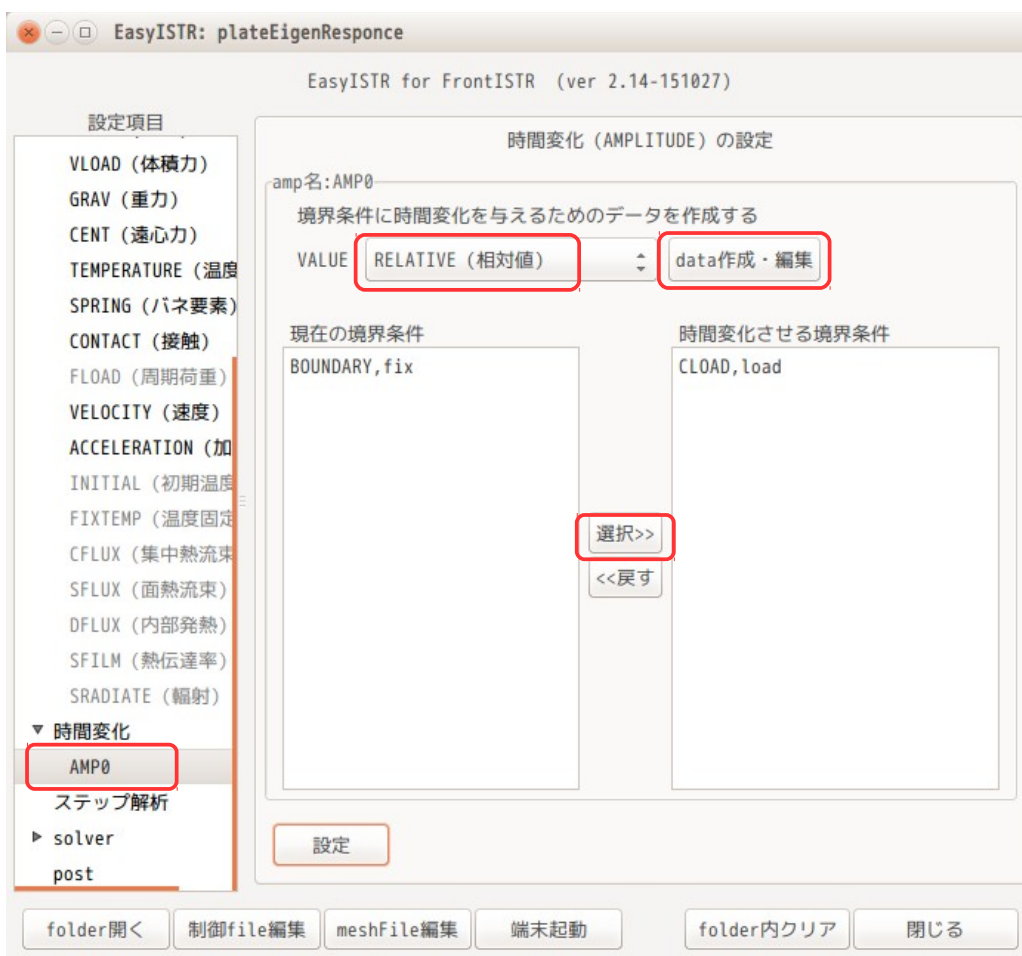 EasyISTR: plateEigenResponce
EasyISTR for FrontISTR (ver 2.14-151027)
設定項目
VLOAD (体積力)
GRAV (重力)
CENT (遠心力)
TEMPERATURE (温度
SPRING (バネ要素)
CONTACT (接触)
FLOAD (周期荷重)
VELOCITY (速度)
ACCELERATION (加
INITIAL (初期温度
FIXTEMP (温度固定
CFLUX (集中熱流束
SFLUX (面熱流束)
DFLUX (内部発熱)
SFILM (熱伝達率)
SRADIATE (輻射)
時間変化
AMP0
ステップ解析
solver
post
時間変化 (AMPLITUDE) の設定
amp名:AMP0
境界条件に時間変化を与えるためのデータを作成する
VALUE RELATIVE (相対値) data作成・編集
現在の境界条件
BOUNDARY,fix
選択>>
<<戻す
時間変化させる境界条件
CLOAD,load
設定
folder開く 制御file編集 meshFile編集 端末起動 folder内クリア 閉じる